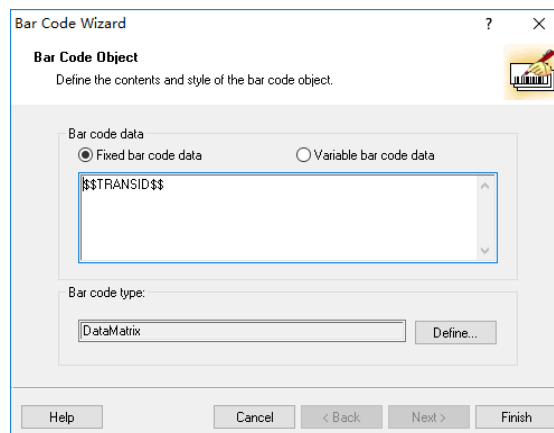 Bar Code Wizard ? ×
Bar Code Object
Define the contents and style of the bar code object.
Bar code data
Fixed bar code data Variable bar code data
$$TRANSID$$
Bar code type:
DataMatrix Define...
Help Cancel < Back Next > Finish